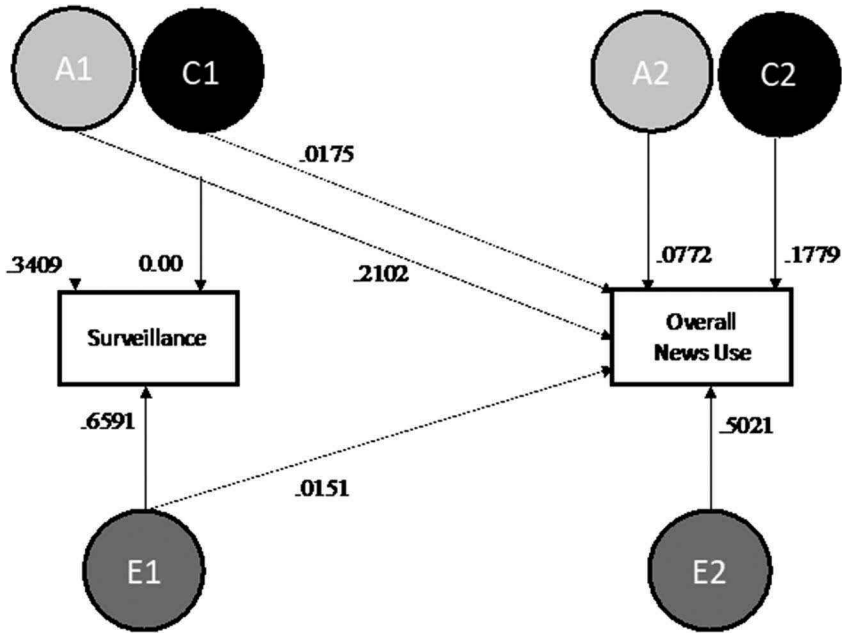 A1
C1
A2
C2
.0175
.3409
0.00
.2102
.0772
.1779
Surveillance
Overall
News Use
.6591
.5021
.0151
E1
E2